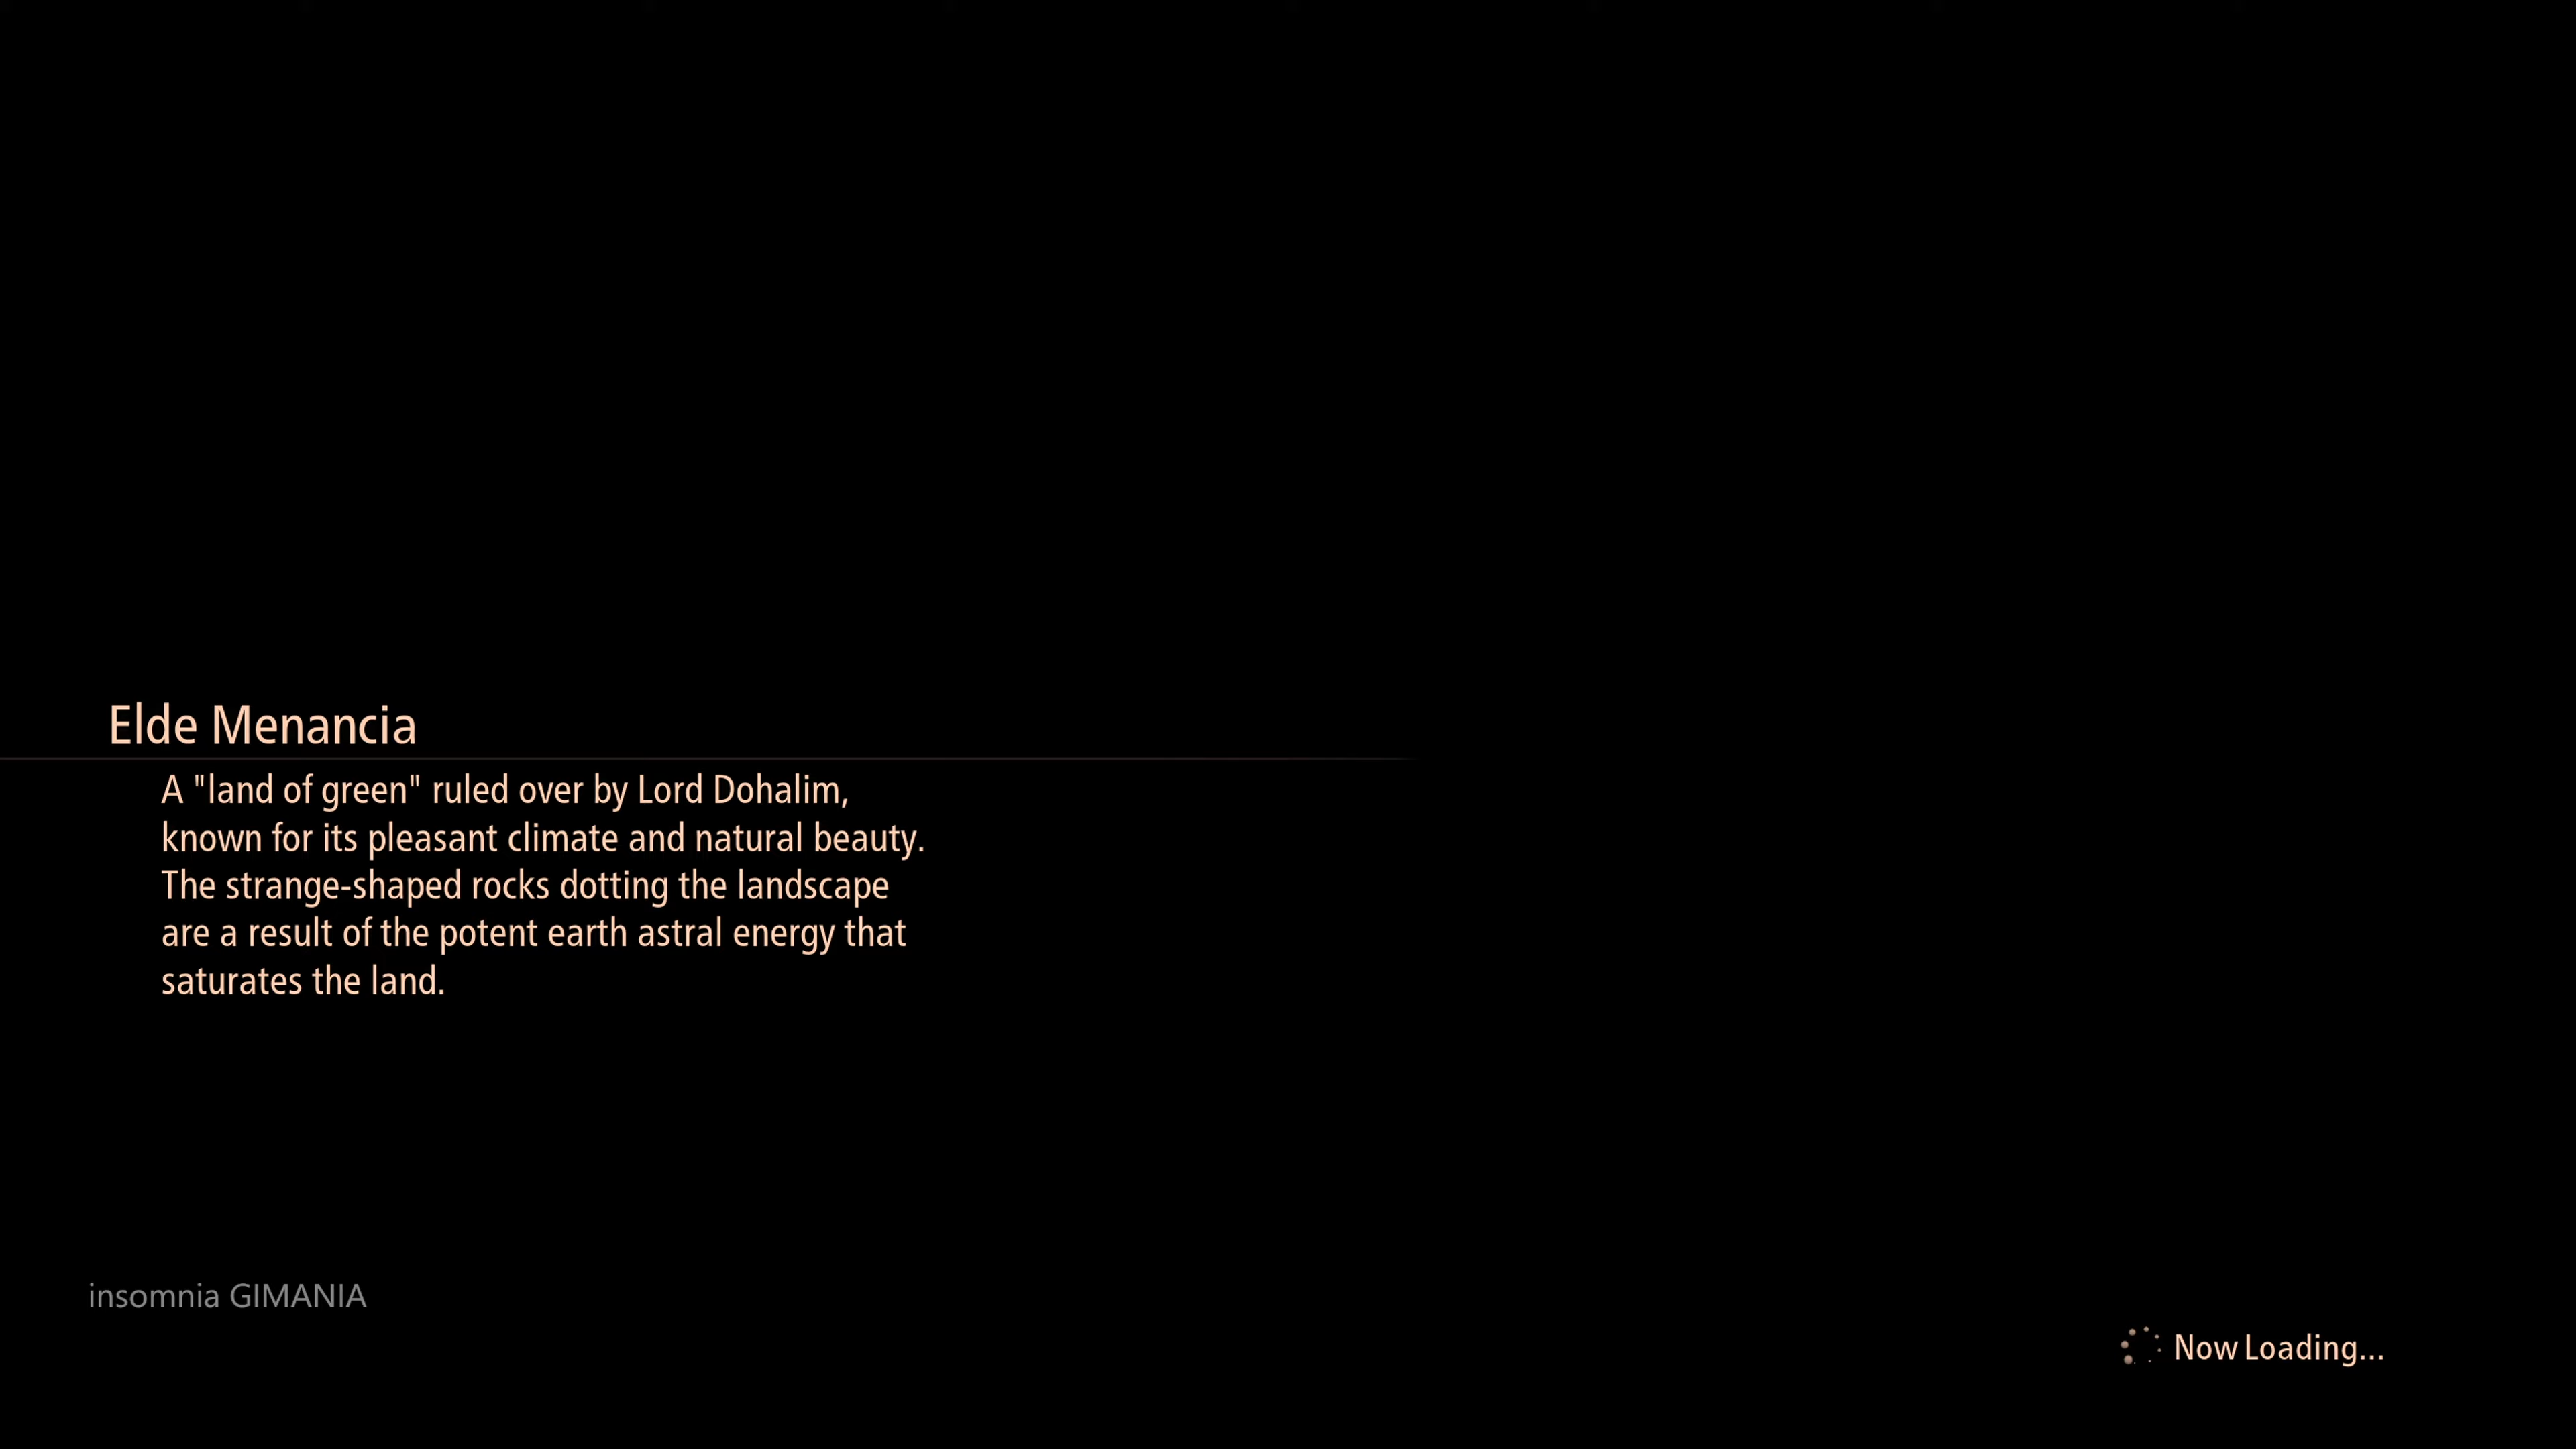 Elde Menancia
A "land of green" ruled over by Lord Dohalim,
known for its pleasant climate and natural beauty.
The strange-shaped rocks dotting the landscape
are a result of the potent earth astral energy that
saturates the land.
insomnia GIMANIA
Now Loading...